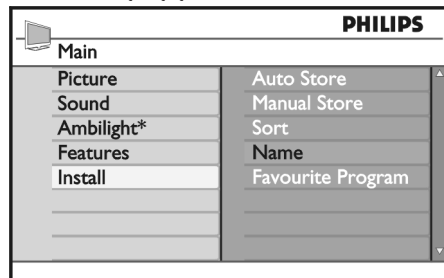 PHILIPS
Main
Picture
Sound
Ambilight*
Features
Install
Auto Store
Manual Store
Sort
Name
Favourite Program